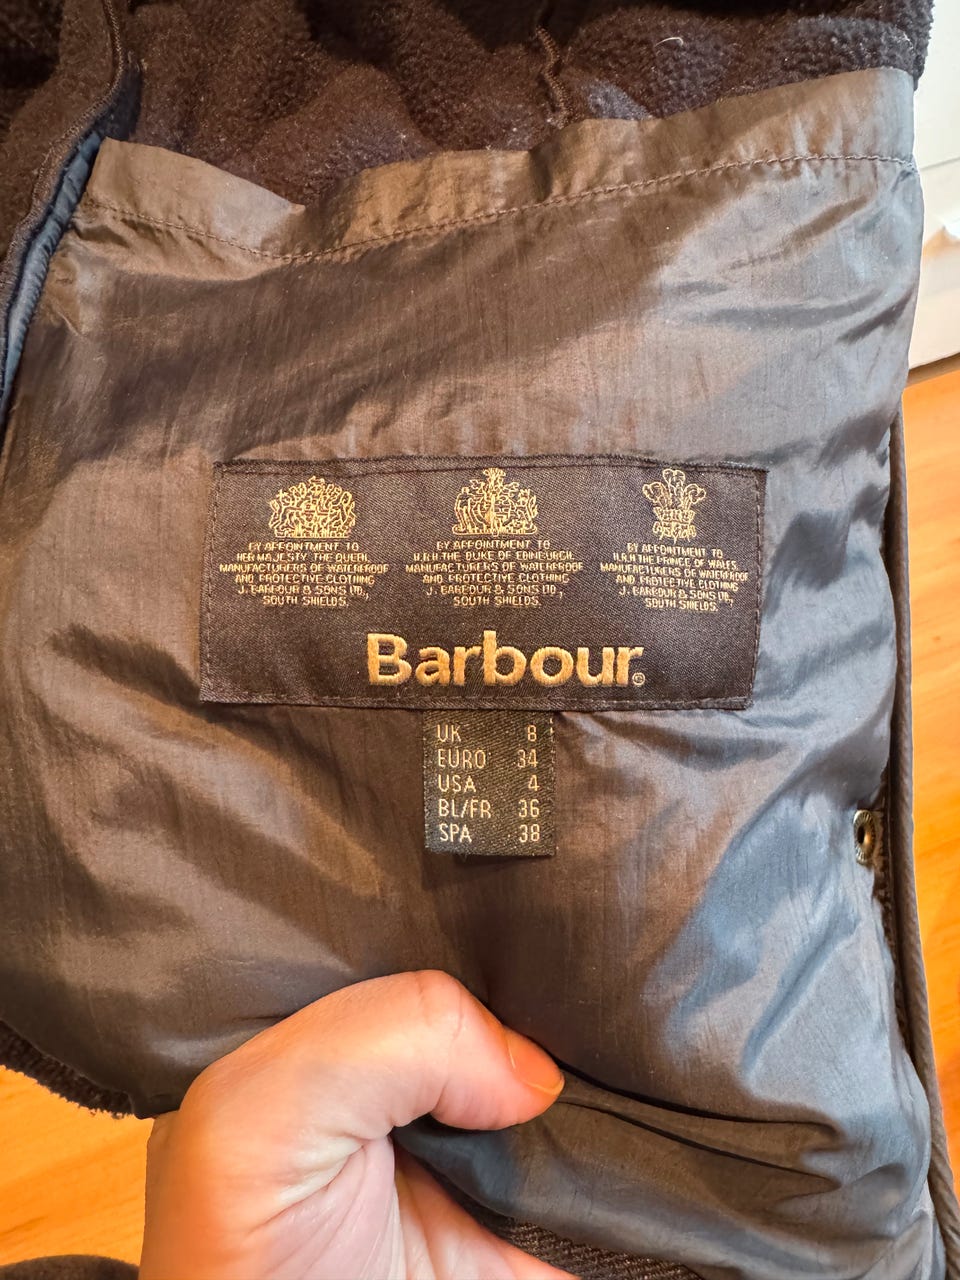 BY APPOINTMENT TO
HER MAJESTY THE QUEEN,
MANUFACTURERS OF WATERPROOF
AND PROTECTIVE CLOTHING
J. BARBOUR & SONS LTD.,
SOUTH SHIELDS.
BY APPOINTMENT TO
H.R.H. THE DUKE OF EDINBURGH.
MANUFACTURERS OF WATERPROOF
AND PROTECTIVE CLOTHING
J. BARBOUR & SONS LTD.,
SOUTH SHIELDS.
BY APPOINTMENT TO
H.R.H. THE PRINCE OF WALES.
MANUFACTURERS OF WATERPROOF
AND PROTECTIVE CLOTHING
J. BARBOUR & SONS LTD.,
SOUTH SHIELDS.
Barbour®
UK 8
EURO 34
USA 4
BL/FR 36
SPA 38